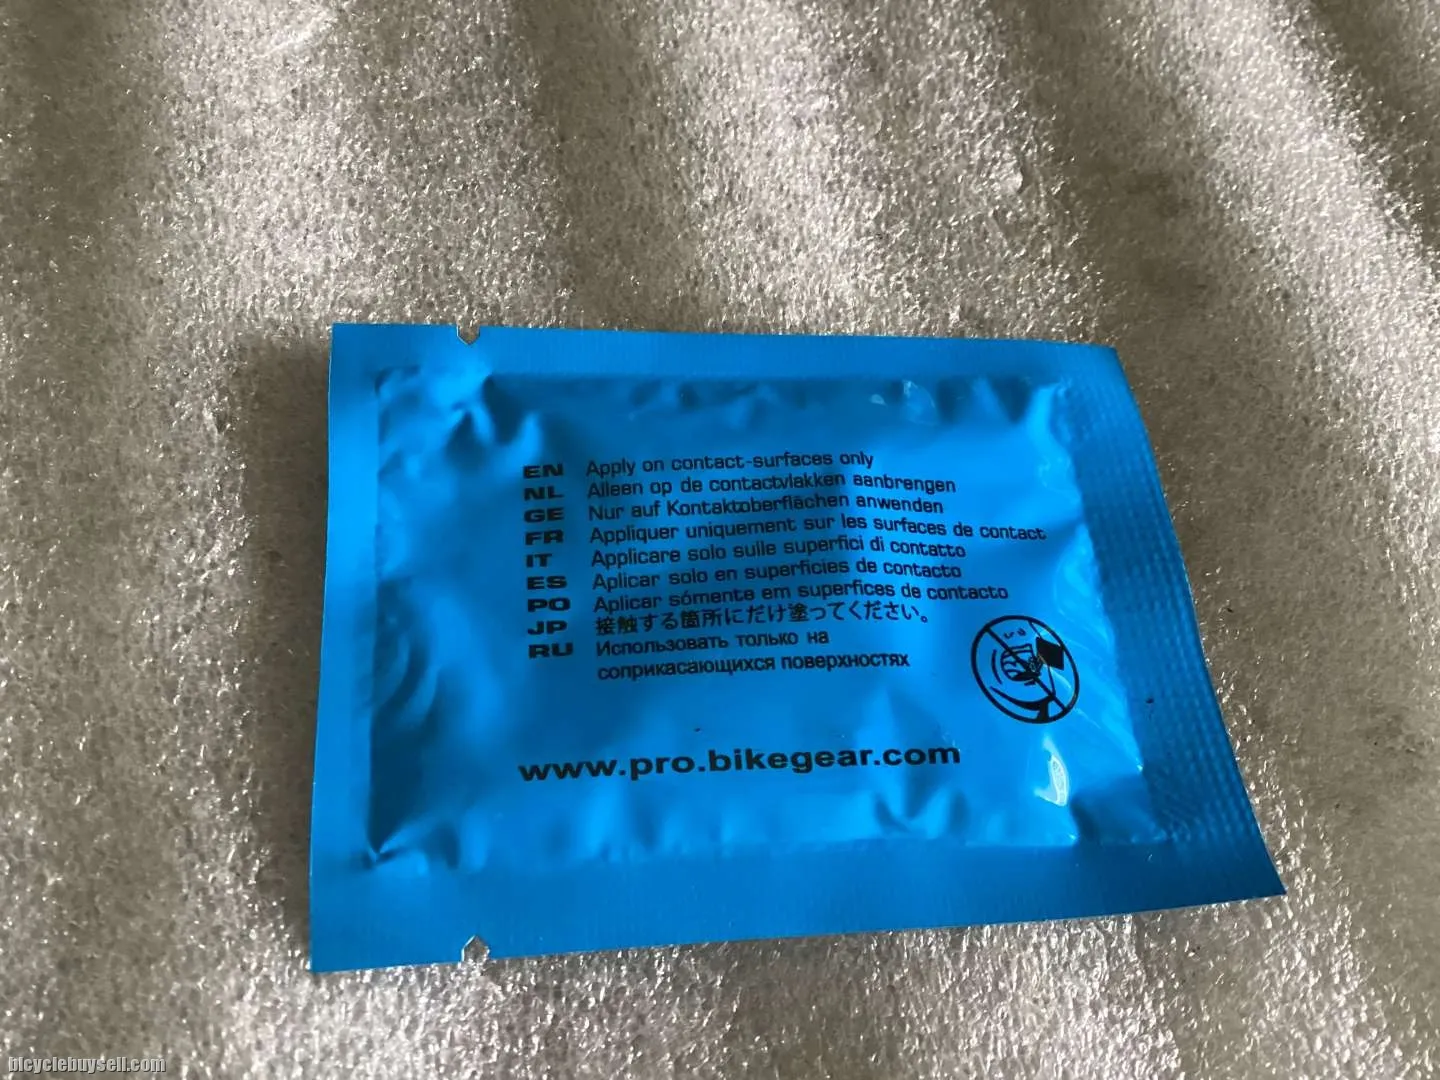 EN Apply on contact-surfaces only
NL Alleen op de contactvlakken aanbrengen
GE Nur auf Kontaktoberflächen anwenden
FR Appliquer uniquement sur les surfaces de contact
IT Applicare solo sulle superfici di contatto
ES Aplicar solo en superficies de contacto
PO Aplicar sómente em superfices de contacto
JP 接触する箇所にだけ塗ってください。
RU Использовать только на
соприкасающихся поверхностях
www.pro.bikegear.com
bicyclebuysell.com